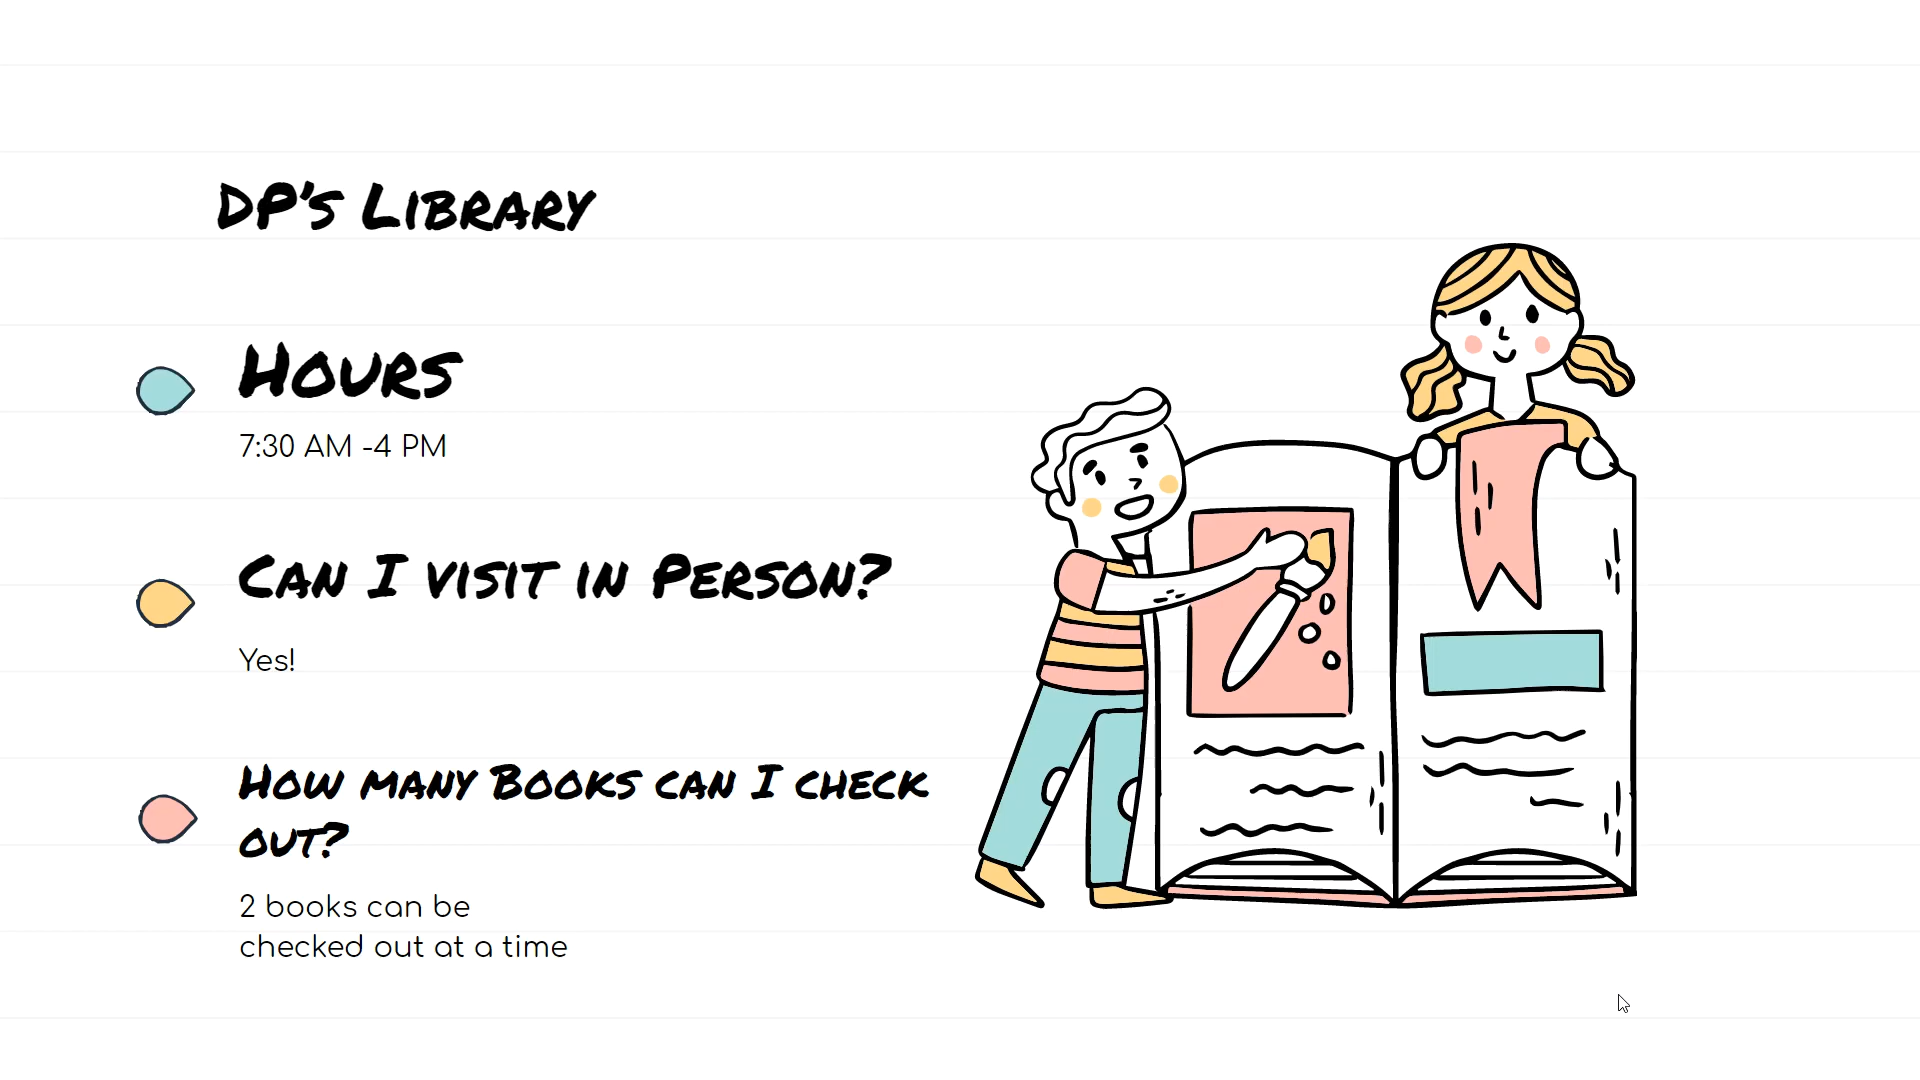 DP's Library
Hours
7:30 AM -4 PM
Can I visit in Person?
Yes!
How many Books can I check
out?
2 books can be
checked out at a time